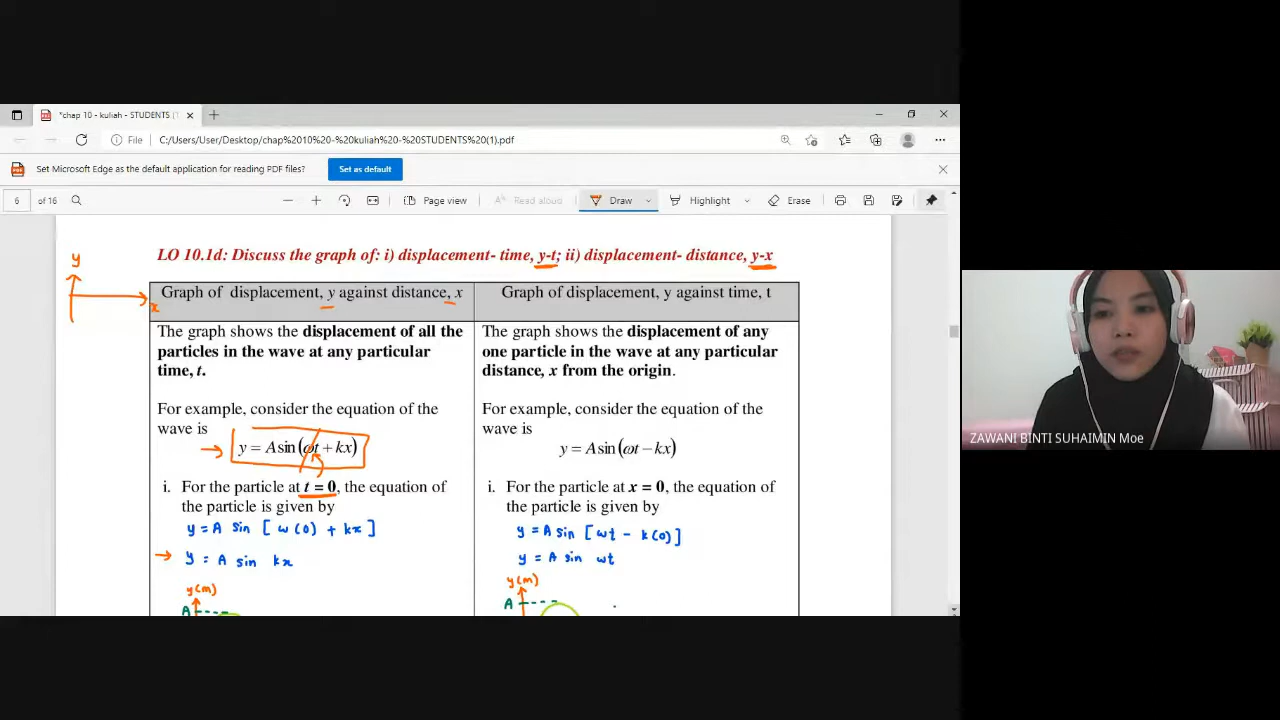 *chap 10 - kuliah - STUDENTS (1
File
C:/Users/User/Desktop/chap%2010%20-%20kuliah%20-%20STUDENTS%20(1).pdf
Set Microsoft Edge as the default application for reading PDF files?
Set as default
6 of 16
Page view
Read aloud
Draw
Highlight
Erase
LO 10.1d: Discuss the graph of: i) displacement- time, y-t; ii) displacement- distance, y-x
y
x
Graph of displacement, y against distance, x
The graph shows the displacement of all the
particles in the wave at any particular
time, t.
For example, consider the equation of the
wave is
y = Asin(ωt + kx)
i. For the particle at t = 0, the equation of
the particle is given by
y = A sin [ w (0) + kx ]
y = A sin kx
y (m)
A
Graph of displacement, y against time, t
The graph shows the displacement of any
one particle in the wave at any particular
distance, x from the origin.
For example, consider the equation of the
wave is
y = Asin(ωt − kx)
i. For the particle at x = 0, the equation of
the particle is given by
y = A sin [ wt - k (0) ]
y = A sin wt
y (m)
A
ZAWANI BINTI SUHAIMIN Moe